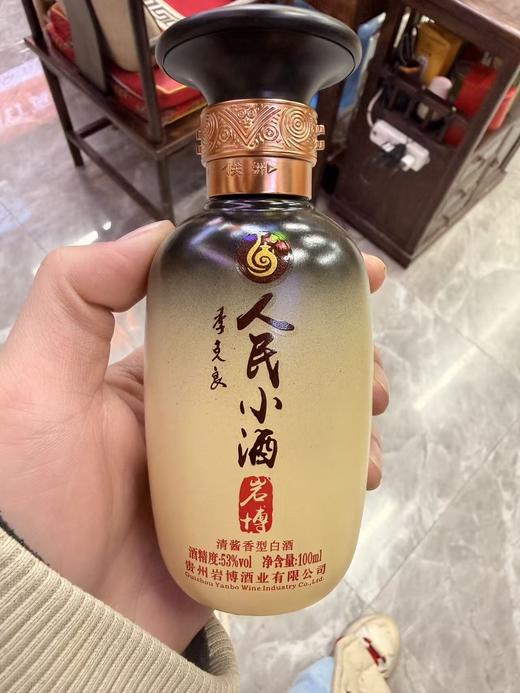 人民小酒
李克良
岩博
清酱香型白酒
酒精度:53%vol 净含量:100ml
贵州岩博酒业有限公司
Guizhou Yanbo Wine Industry Co.,Ltd.